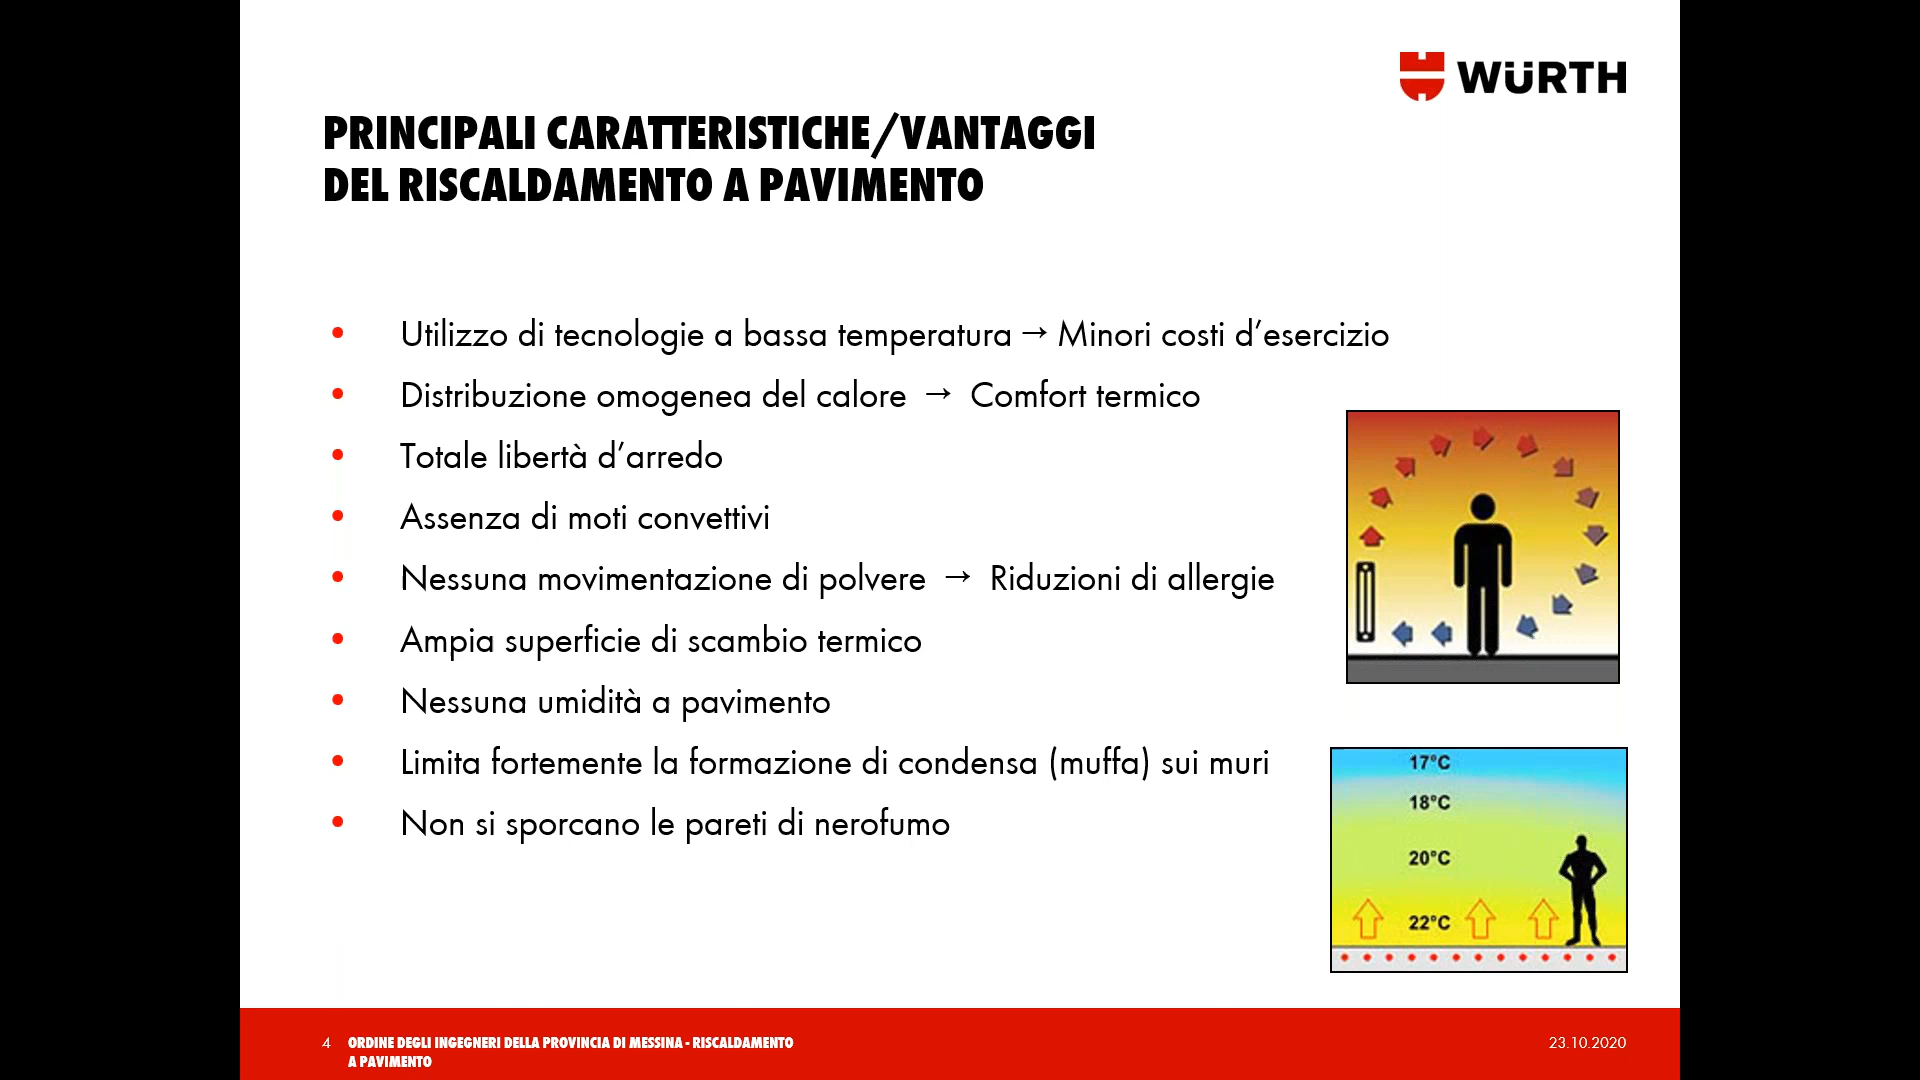 WÜRTH
PRINCIPALI CARATTERISTICHE/VANTAGGI
DEL RISCALDAMENTO A PAVIMENTO
• Utilizzo di tecnologie a bassa temperatura → Minori costi d’esercizio
• Distribuzione omogenea del calore → Comfort termico
• Totale libertà d’arredo
• Assenza di moti convettivi
• Nessuna movimentazione di polvere → Riduzioni di allergie
• Ampia superficie di scambio termico
• Nessuna umidità a pavimento
• Limita fortemente la formazione di condensa (muffa) sui muri
• Non si sporcano le pareti di nerofumo
17°C
18°C
20°C
22°C
4 ORDINE DEGLI INGEGNERI DELLA PROVINCIA DI MESSINA - RISCALDAMENTO
A PAVIMENTO
23.10.2020